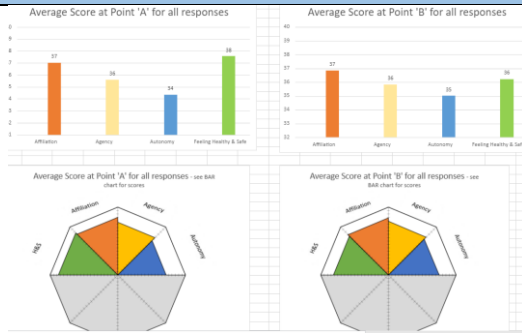 Average Score at Point 'A' for all responses
0
9
8
7
6
5
4
3
2
1
37
36
34
38
Affiliation
Agency
Autonomy
Feeling Healthy & Safe
Average Score at Point 'B' for all responses
40
39
38
37
36
35
34
33
32
37
36
35
36
Affiliation
Agency
Autonomy
Feeling Healthy & Saf
Average Score at Point 'A' for all responses - see BAR
chart for scores
Affiliation
Agency
H&S
Autonomy
Average Score at Point 'B' for all responses - see
BAR chart for scores
Affiliation
Agency
H&S
Autonomy